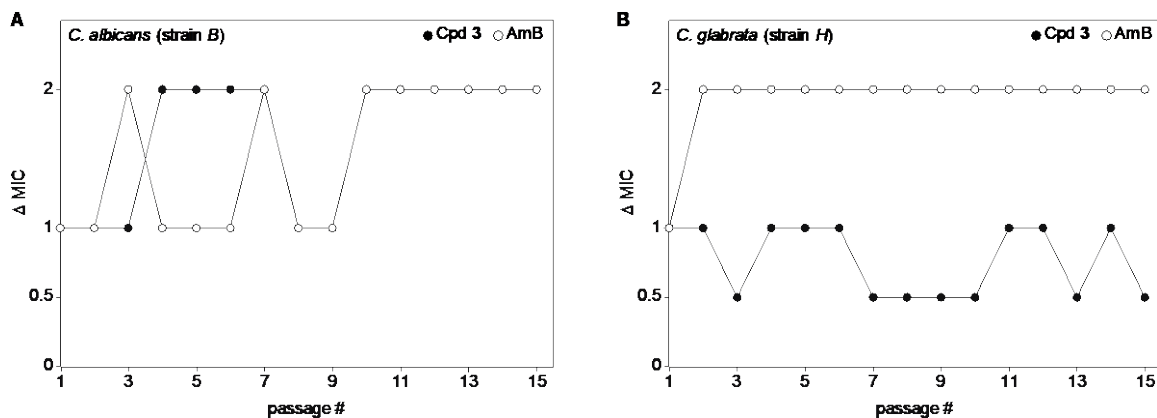 A
C. albicans (strain B)
Cpd 3
AmB
2
1
0.5
0
Δ MIC
1 3 5 7 9 11 13 15
passage #
B
C. glabrata (strain H)
Cpd 3
AmB
2
1
0.5
0
Δ MIC
1 3 5 7 9 11 13 15
passage #